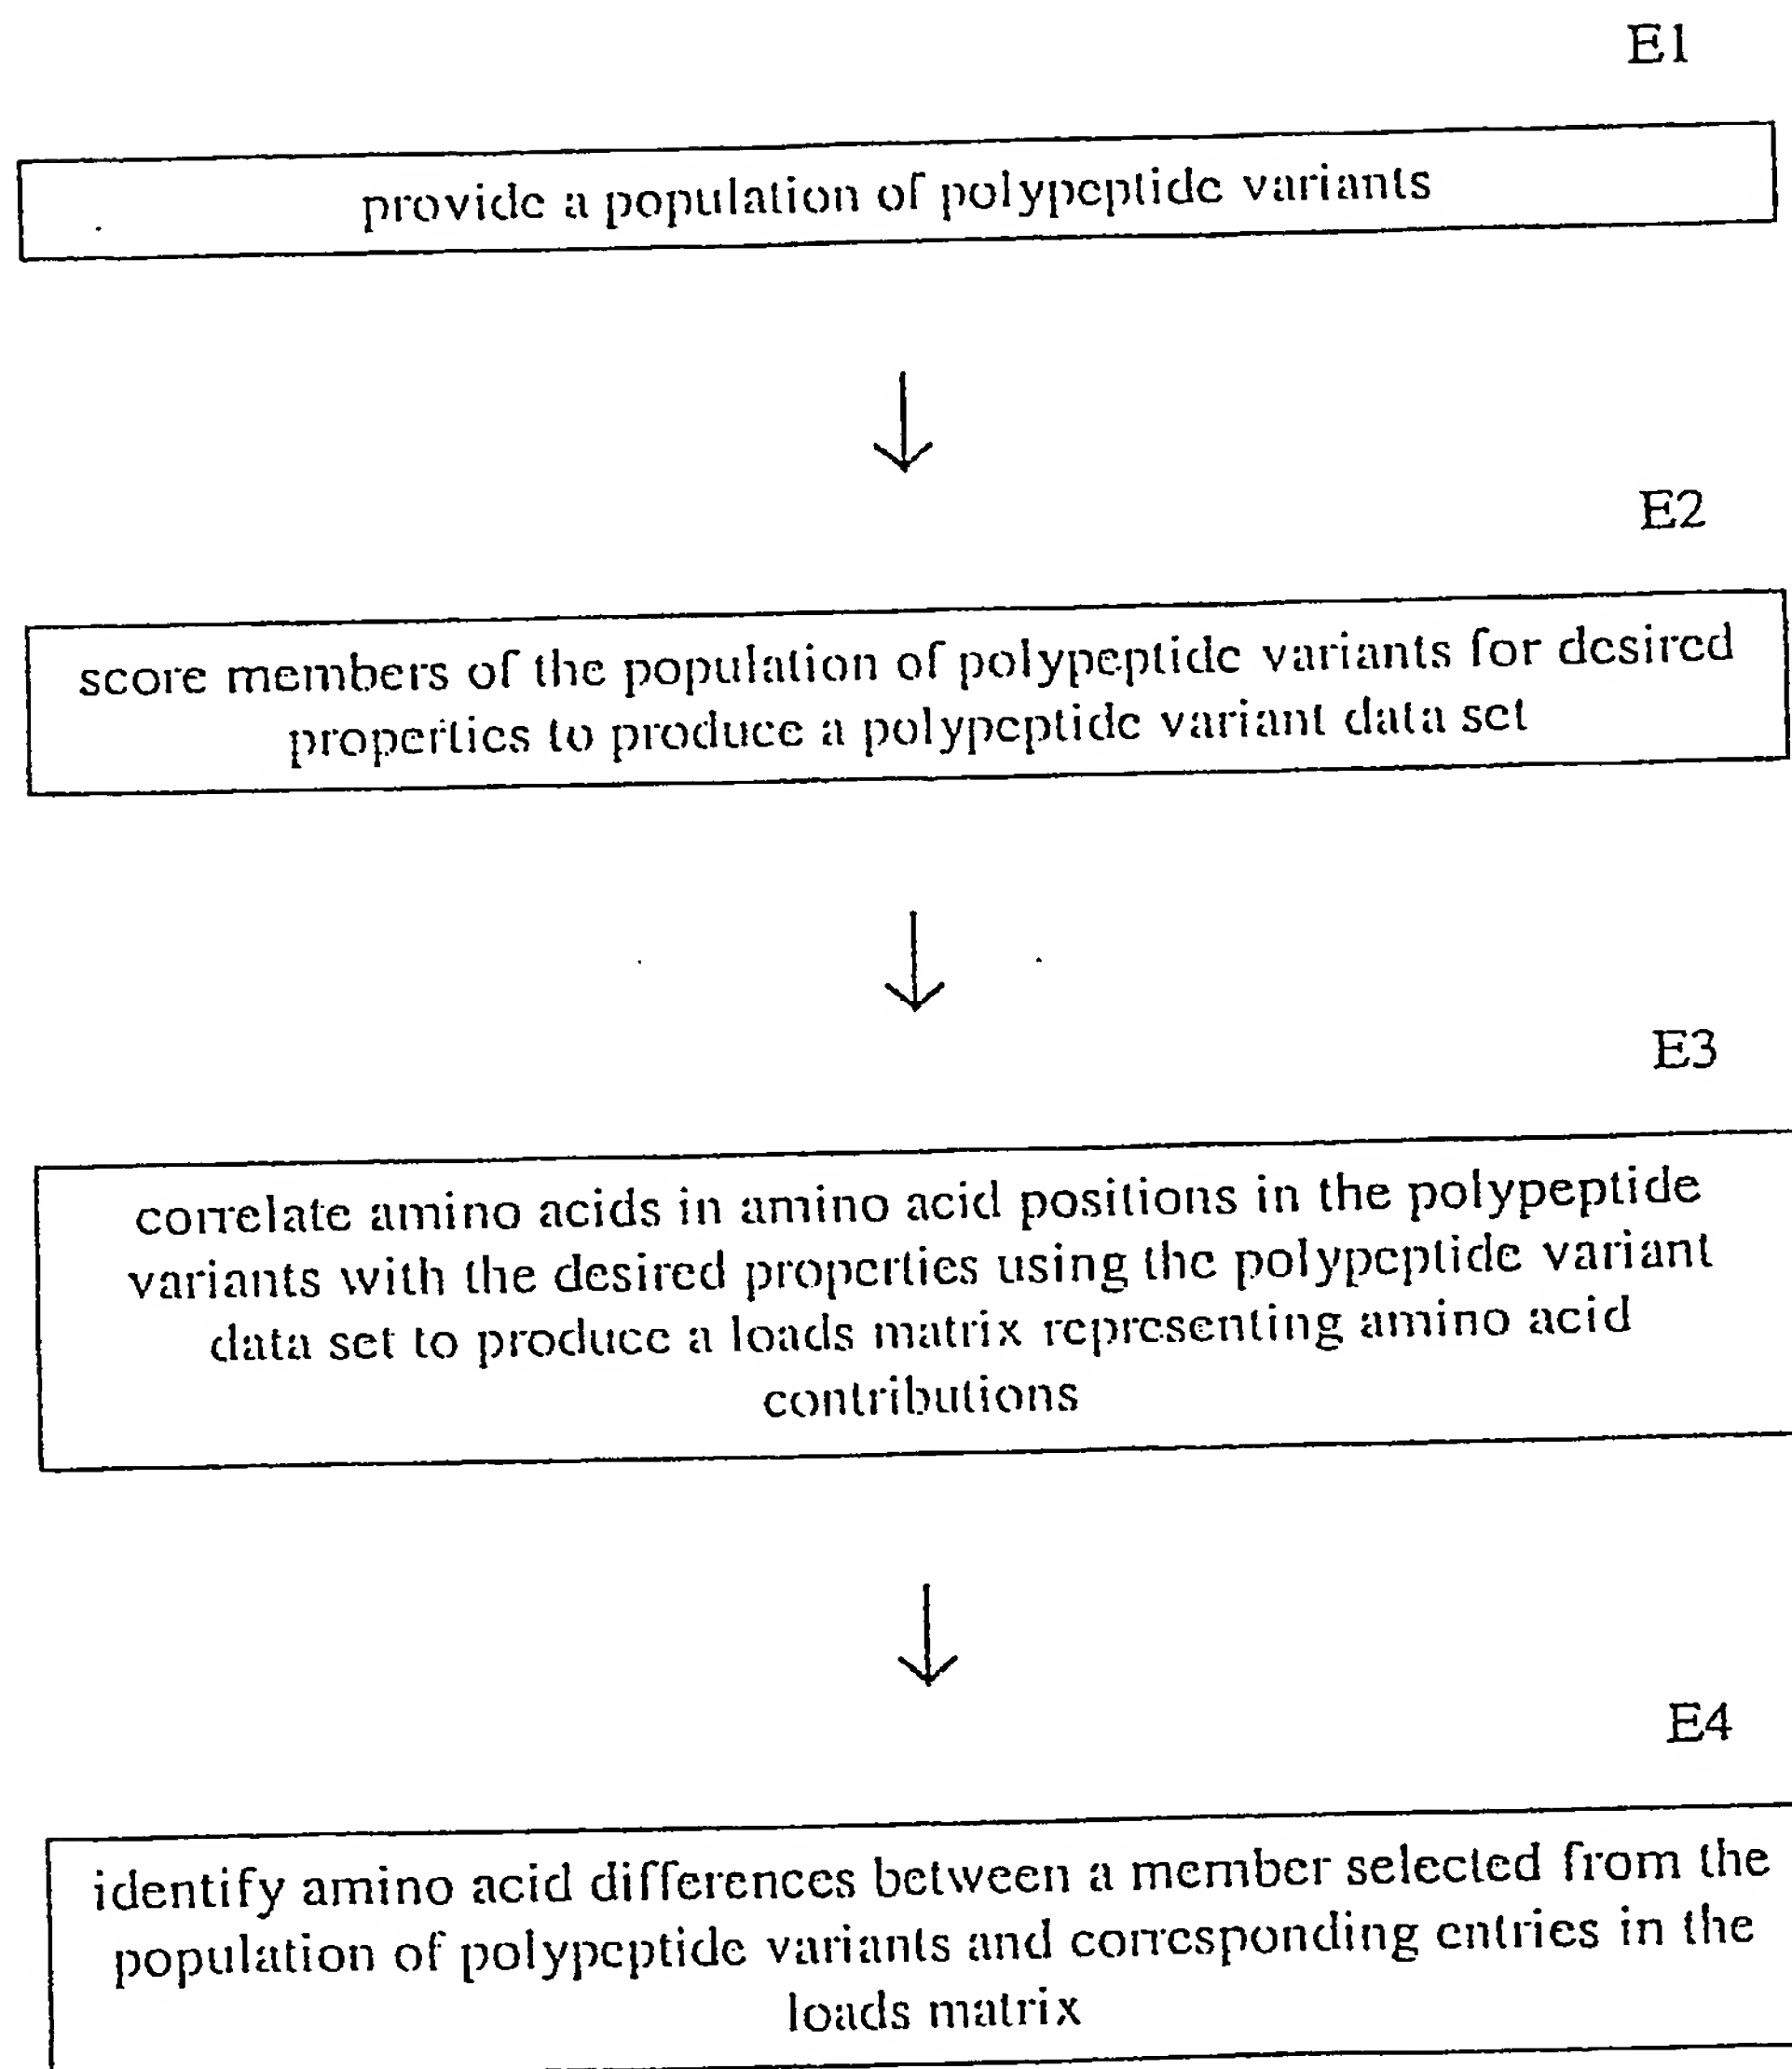 E1
provide a population of polypeptide variants
E2
score members of the population of polypeptide variants for desired
properties to produce a polypeptide variant data set
E3
correlate amino acids in amino acid positions in the polypeptide
variants with the desired properties using the polypeptide variant
data set to produce a loads matrix representing amino acid
contributions
E4
identify amino acid differences between a member selected from the
population of polypeptide variants and corresponding entries in the
loads matrix